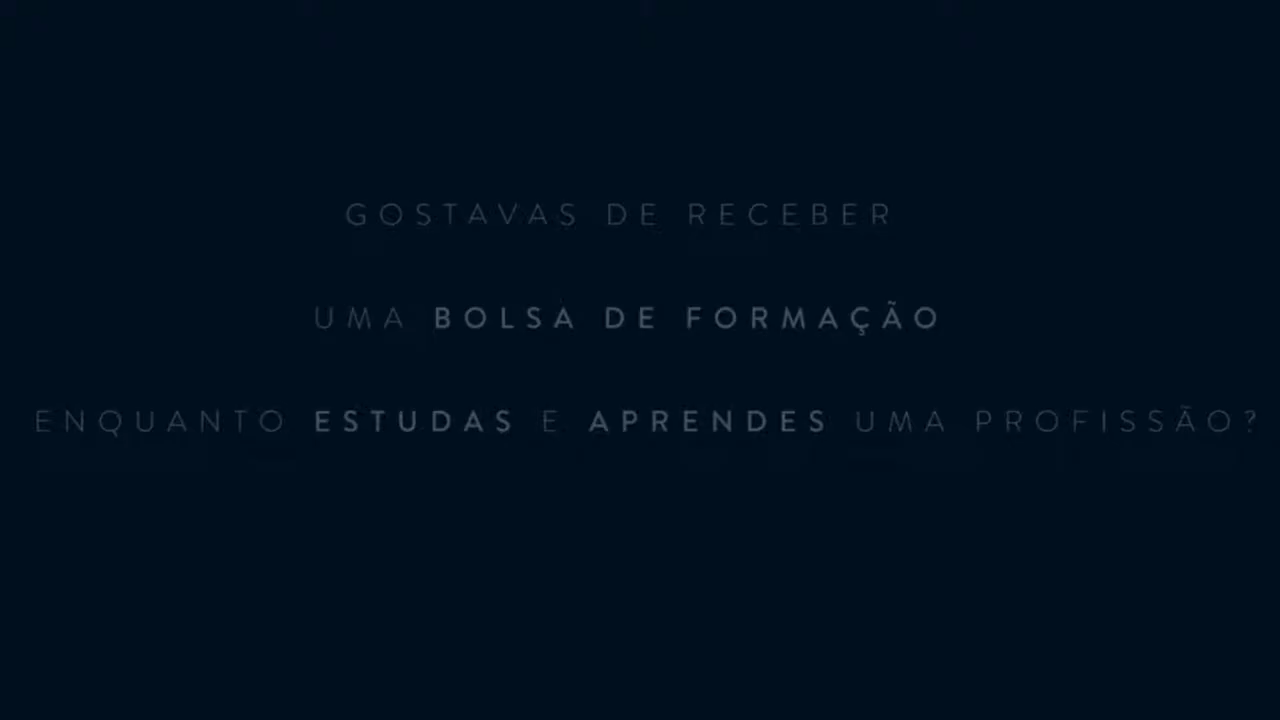 GOSTAVAS DE RECEBER
UMA BOLSA DE FORMAÇÃO
ENQUANTO ESTUDAS E APRENDES UMA PROFISSÃO?